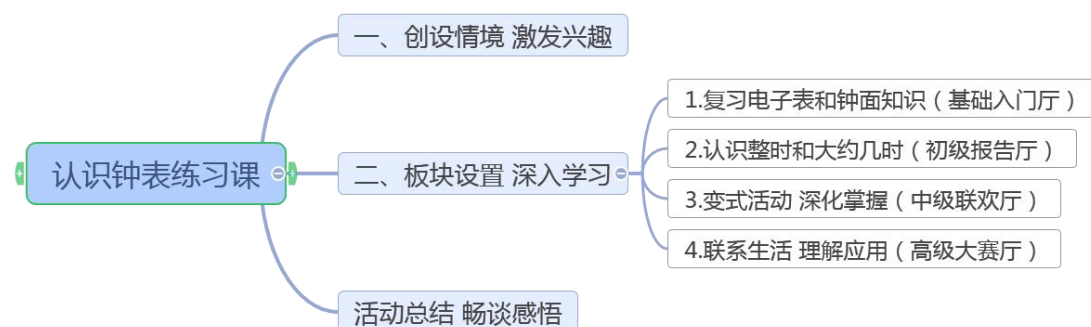 一、创设情境 激发兴趣
认识钟表练习课
二、板块设置 深入学习
1.复习电子表和钟面知识（基础入门厅）
2.认识整时和大约几时（初级报告厅）
3.变式活动 深化掌握（中级联欢厅）
4.联系生活 理解应用（高级大赛厅）
活动总结 畅谈感悟